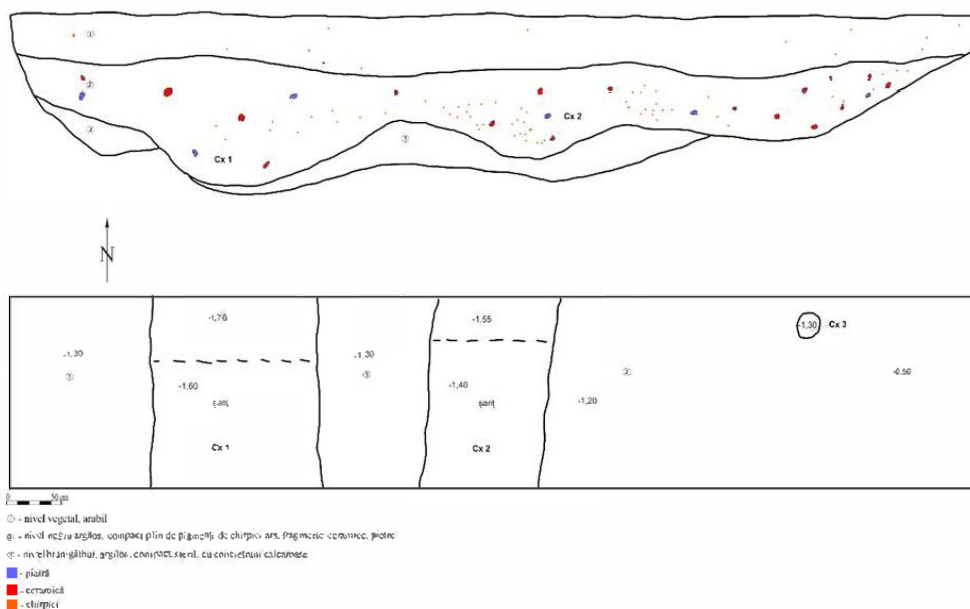 ①
②
③
Cx 2
③
Cx 1
N
-1,70
-1,55
-1,30
Cx 3
-1,30
-1,30
③
③
-1,60
-1,40
-1,20
-0,50
șanț
șanț
Cx 1
Cx 2
0 50 cm
① - nivel vegetal, arabil
② - nivel negru argilos, compact plin de pigmenți de chirpici ars, fragmente ceramice, pietre
③ - nivel brun-gălbui, argilos, compact steril, cu concrețiuni calcaroase
- piatră
- ceramică
- chirpici